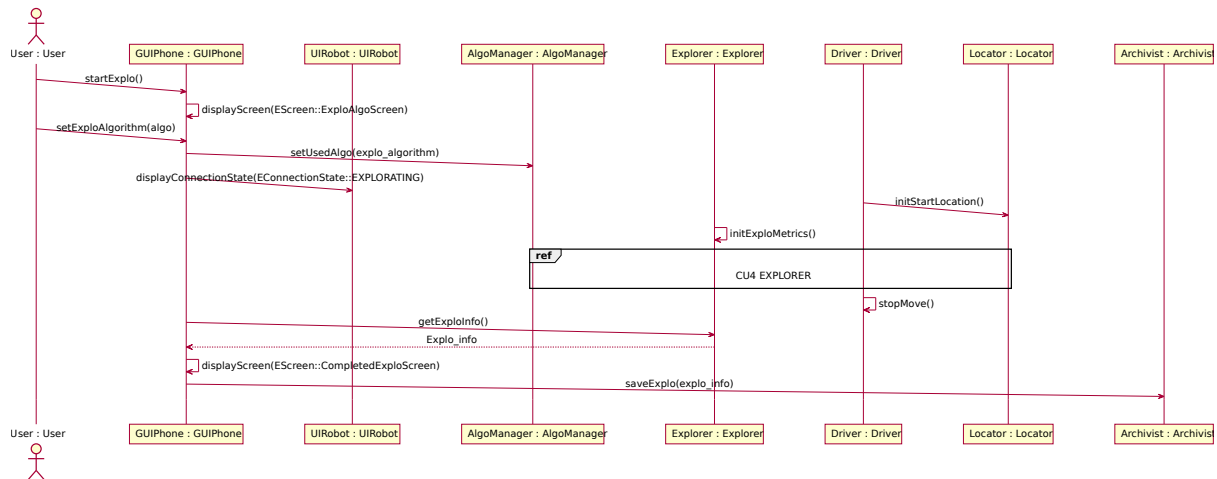 User : User
GUIPhone : GUIPhone
UIRobot : UIRobot
AlgoManager : AlgoManager
Explorer : Explorer
Driver : Driver
Locator : Locator
Archivist : Archivist
startExplo()
displayScreen(EScreen::ExploAlgoScreen)
setExploAlgorithm(algo)
setUsedAlgo(explo_algorithm)
displayConnectionState(EConnectionState::EXPLORATING)
initStartLocation()
initExploMetrics()
ref
CU4 EXPLORER
stopMove()
getExploInfo()
Explo_info
displayScreen(EScreen::CompletedExploScreen)
saveExplo(explo_info)
User : User
GUIPhone : GUIPhone
UIRobot : UIRobot
AlgoManager : AlgoManager
Explorer : Explorer
Driver : Driver
Locator : Locator
Archivist : Archivist